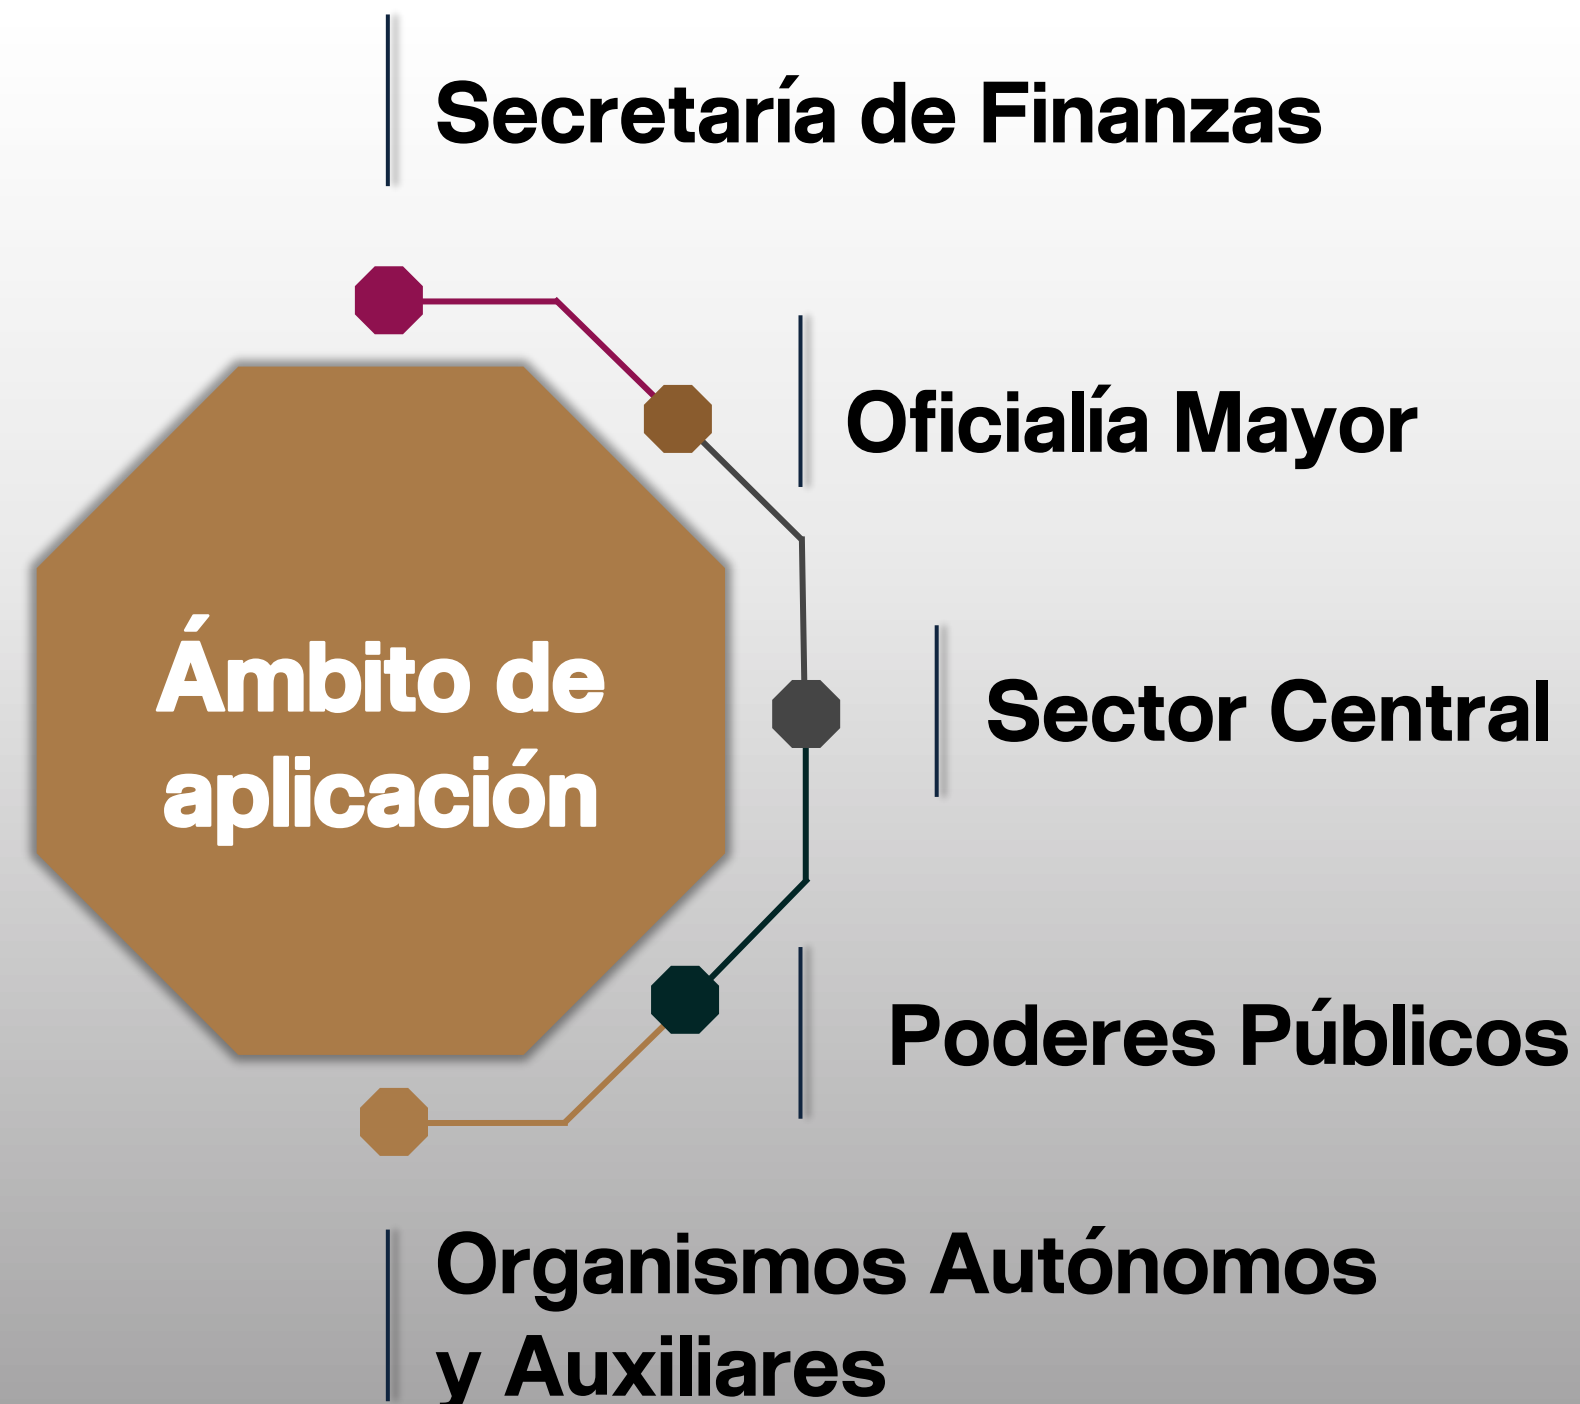 Secretaría de Finanzas
Oficialía Mayor
Ámbito de
aplicación
Sector Central
Poderes Públicos
Organismos Autónomos
y Auxiliares